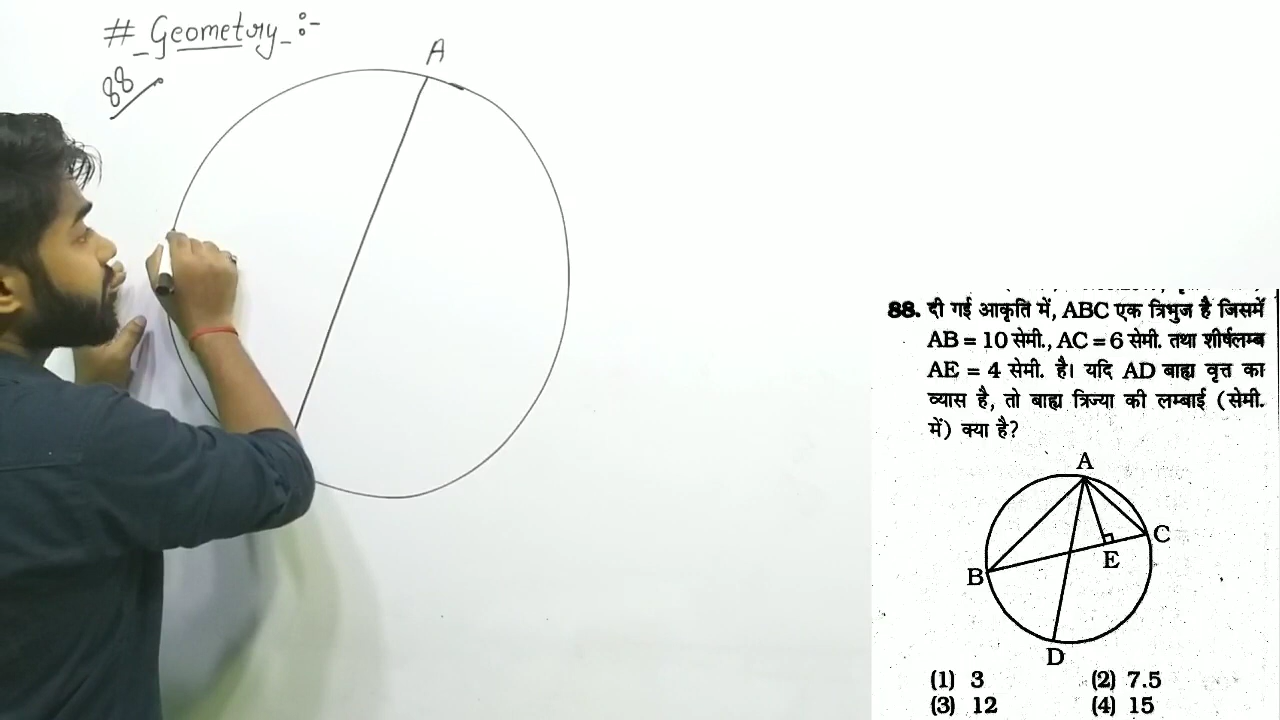 # Geometry :-
88
A
88. दी गई आकृति में, ABC एक त्रिभुज है जिसमें
AB = 10 सेमी., AC = 6 सेमी. तथा शीर्षलम्ब
AE = 4 सेमी. है। यदि AD बाह्य वृत्त का
व्यास है, तो बाह्य त्रिज्या की लम्बाई (सेमी.
में) क्या है?
A
C
E
B
D
(1) 3 (2) 7.5
(3) 12 (4) 15